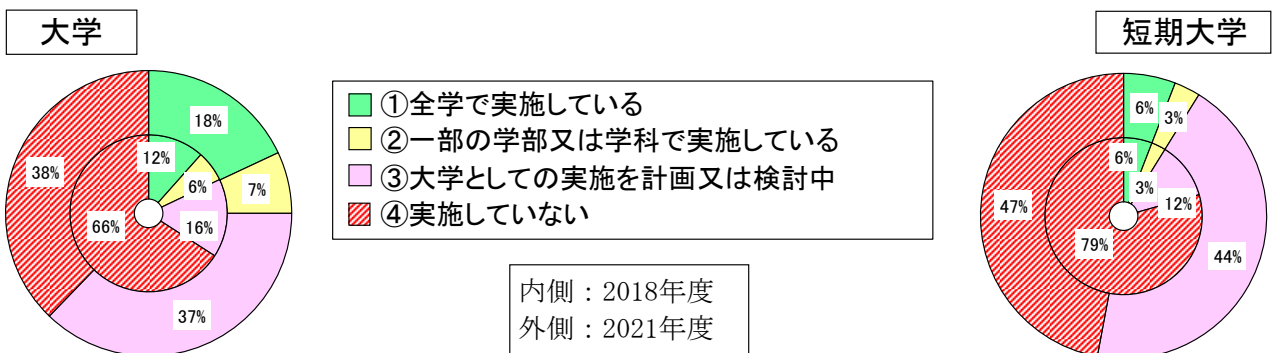 大学
18%
12%
6%
7%
16%
37%
66%
38%
①全学で実施している
②一部の学部又は学科で実施している
③大学としての実施を計画又は検討中
④実施していない
内側：2018年度
外側：2021年度
短期大学
6%
3%
6%
3%
12%
44%
79%
47%